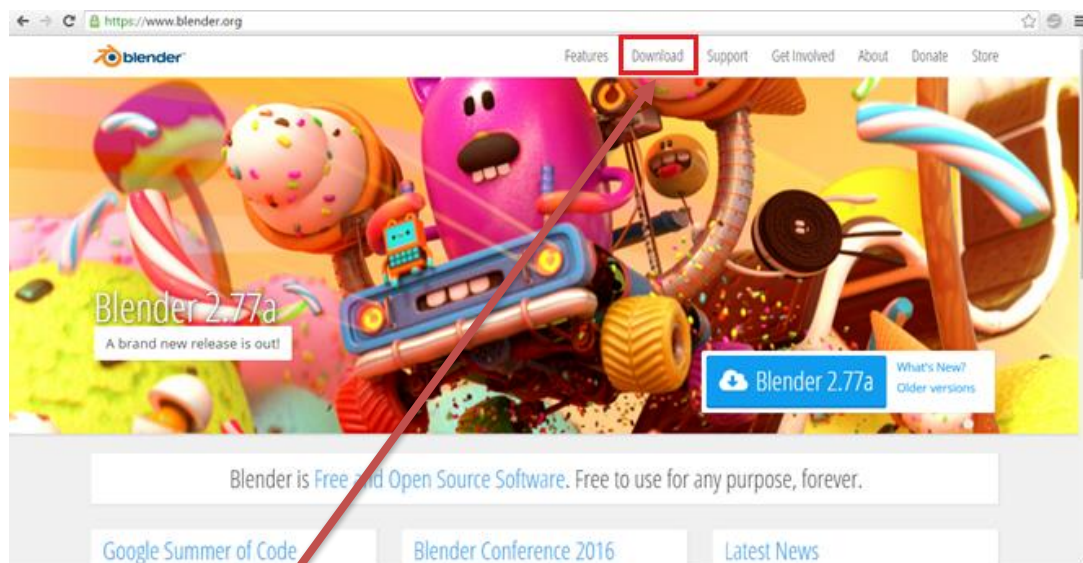 https://www.blender.org
blender
Features Download Support Get Involved About Donate Store
Blender 2.77a
A brand new release is out!
Blender 2.77a
What's New?
Older versions
Blender is Free and Open Source Software. Free to use for any purpose, forever.
Google Summer of Code
Blender Conference 2016
Latest News